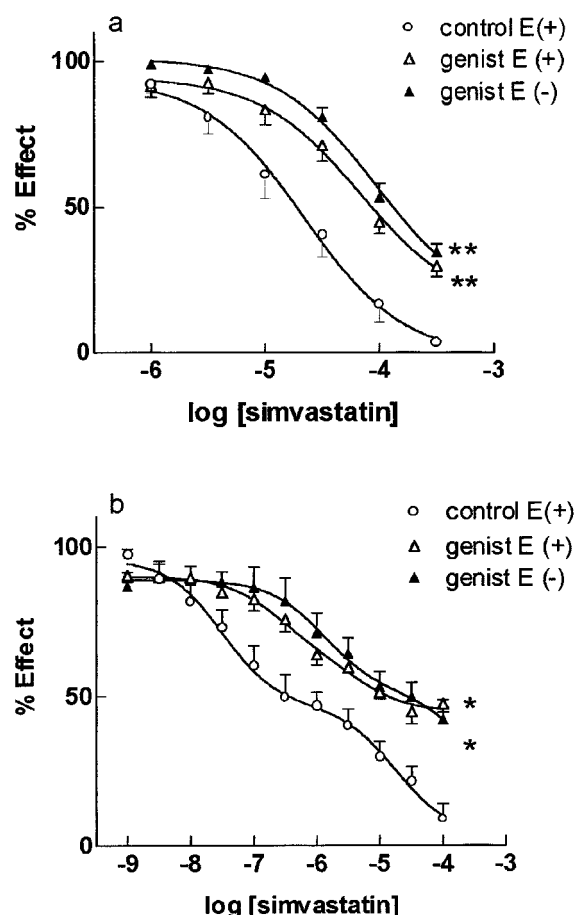 a
control E(+)
genist E (+)
genist E (-)
% Effect
100
50
0
**
**
-6 -5 -4 -3
log [simvastatin]
b
control E(+)
genist E (+)
genist E (-)
% Effect
100
50
0
*
*
-9 -8 -7 -6 -5 -4 -3
log [simvastatin]